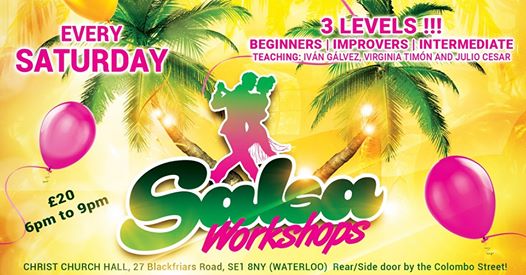 EVERY
SATURDAY
3 LEVELS !!!
BEGINNERS | IMPROVERS | INTERMEDIATE
TEACHING: IVÁN GÁLVEZ, VIRGINIA TIMÓN AND JULIO CESAR
£20
6pm to 9pm
Salsa
Workshops
CHRIST CHURCH HALL, 27 Blackfriars Road, SE1 8NY (WATERLOO) Rear/Side door by the Colombo Street!